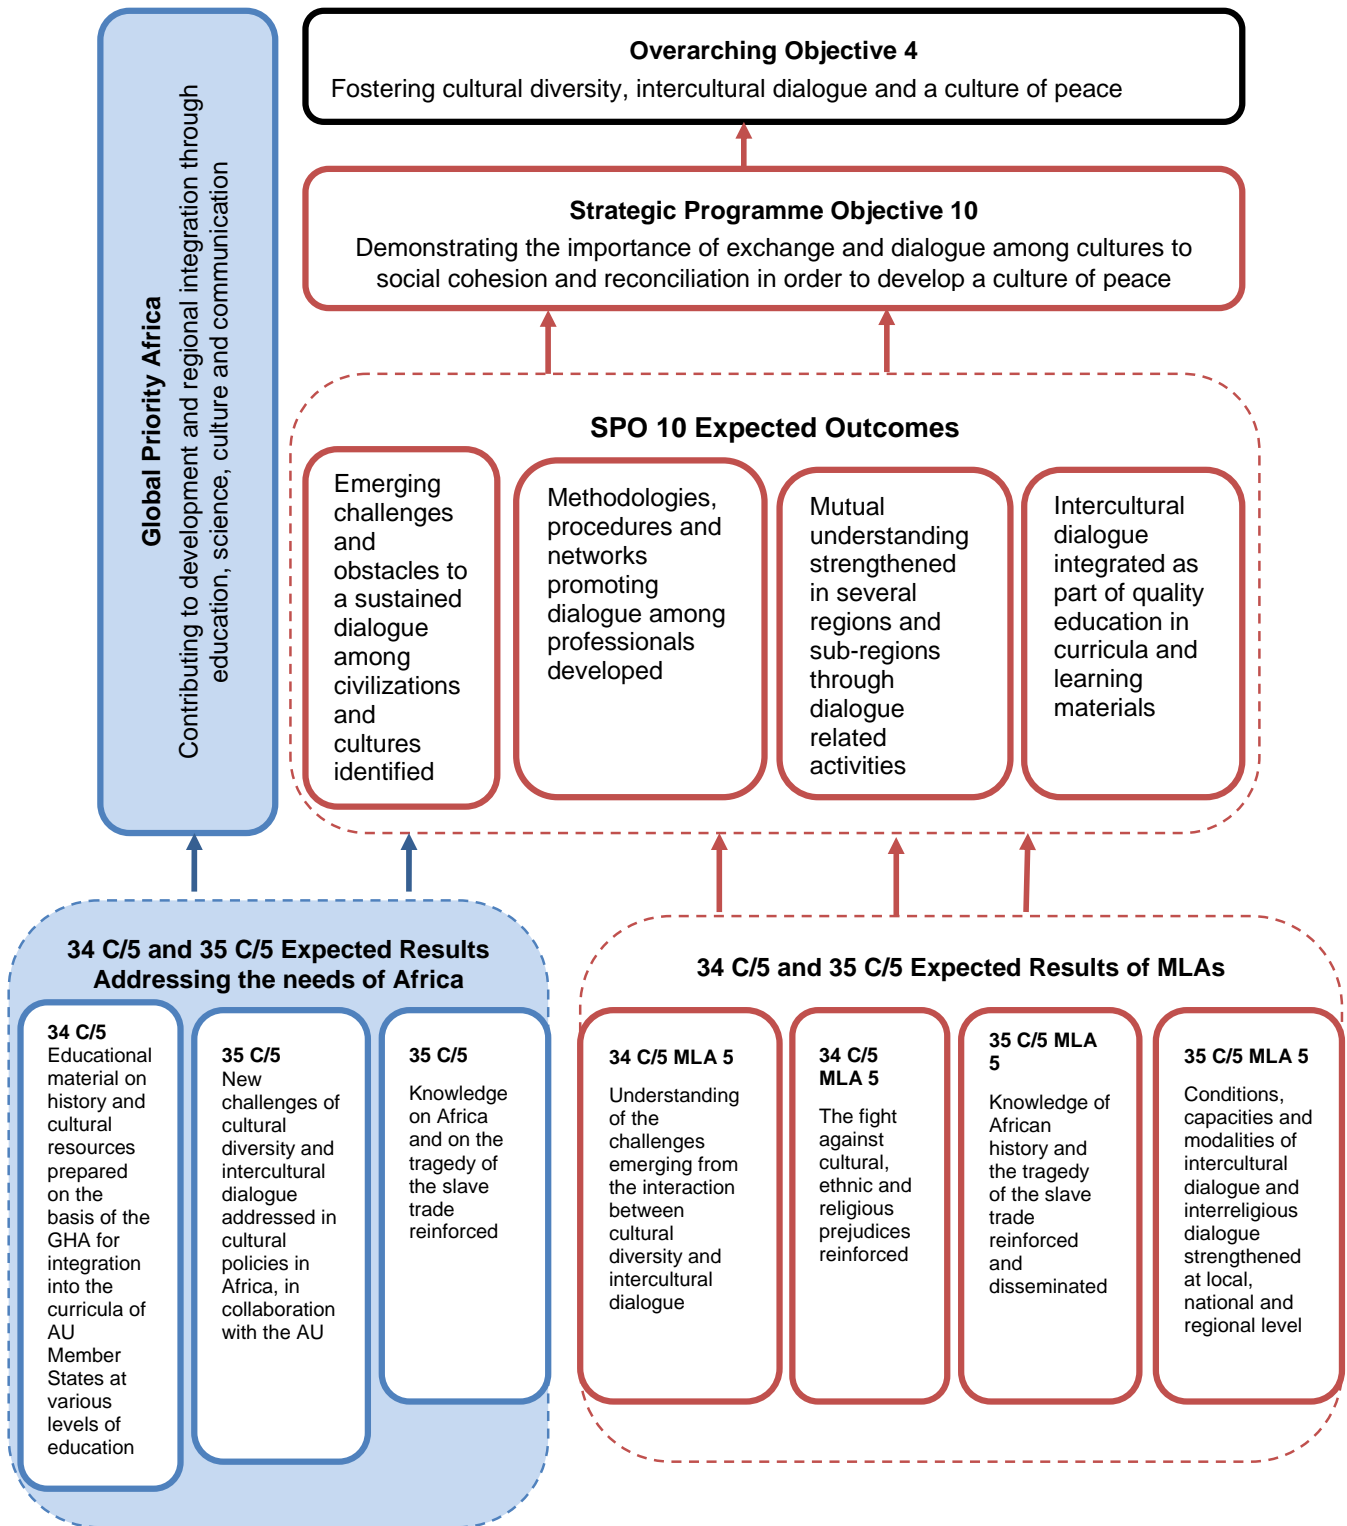 Global Priority Africa
Contributing to development and regional integration through
education, science, culture and communication
Overarching Objective 4
Fostering cultural diversity, intercultural dialogue and a culture of peace
Strategic Programme Objective 10
Demonstrating the importance of exchange and dialogue among cultures to
social cohesion and reconciliation in order to develop a culture of peace
SPO 10 Expected Outcomes
Emerging
challenges
and
obstacles to
a sustained
dialogue
among
civilizations
and
cultures
identified
Methodologies,
procedures and
networks
promoting
dialogue among
professionals
developed
Mutual
understanding
strengthened
in several
regions and
sub-regions
through
dialogue
related
activities
Intercultural
dialogue
integrated as
part of quality
education in
curricula and
learning
materials
34 C/5 and 35 C/5 Expected Results
Addressing the needs of Africa
34 C/5
Educational
material on
history and
cultural
resources
prepared
on the
basis of the
GHA for
integration
into the
curricula of
AU
Member
States at
various
levels of
education
35 C/5
New
challenges of
cultural
diversity and
intercultural
dialogue
addressed in
cultural
policies in
Africa, in
collaboration
with the AU
35 C/5
Knowledge
on Africa
and on the
tragedy of
the slave
trade
reinforced
34 C/5 and 35 C/5 Expected Results of MLAs
34 C/5 MLA 5
Understanding
of the
challenges
emerging from
the interaction
between
cultural
diversity and
intercultural
dialogue
34 C/5
MLA 5
The fight
against
cultural,
ethnic and
religious
prejudices
reinforced
35 C/5 MLA
5
Knowledge of
African
history and
the tragedy
of the slave
trade
reinforced
and
disseminated
35 C/5 MLA 5
Conditions,
capacities and
modalities of
intercultural
dialogue and
interreligious
dialogue
strengthened
at local,
national and
regional level